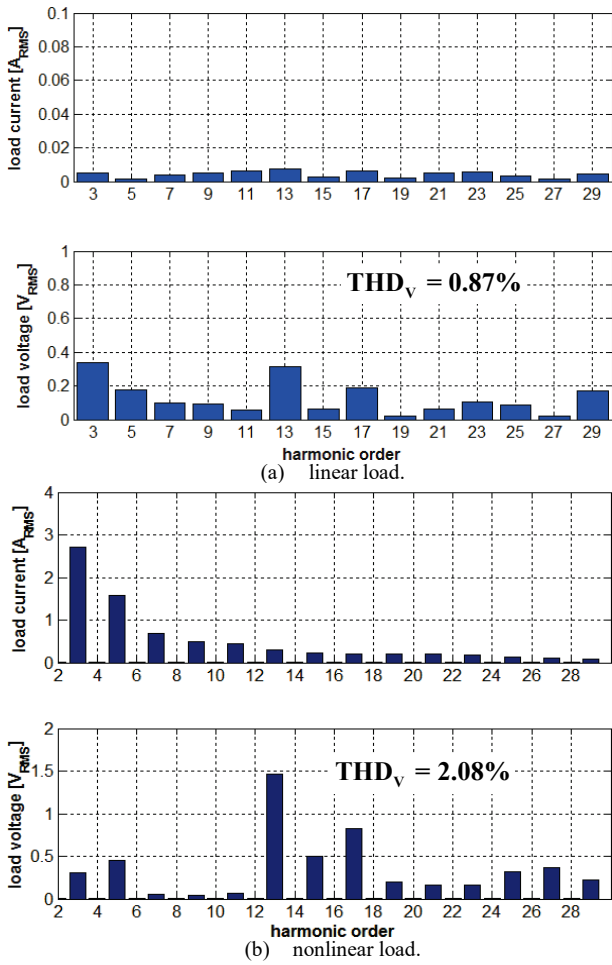 0.1
0.08
0.06
0.04
0.02
0
load current [A_RMS]
3 5 7 9 11 13 15 17 19 21 23 25 27 29
1
0.8
0.6
0.4
0.2
0
load voltage [V_RMS]
THD_V = 0.87%
3 5 7 9 11 13 15 17 19 21 23 25 27 29
harmonic order
(a) linear load.
4
3
2
1
0
load current [A_RMS]
2 4 6 8 10 12 14 16 18 20 22 24 26 28
2
1.5
1
0.5
0
load voltage [V_RMS]
THD_V = 2.08%
2 4 6 8 10 12 14 16 18 20 22 24 26 28
harmonic order
(b) nonlinear load.